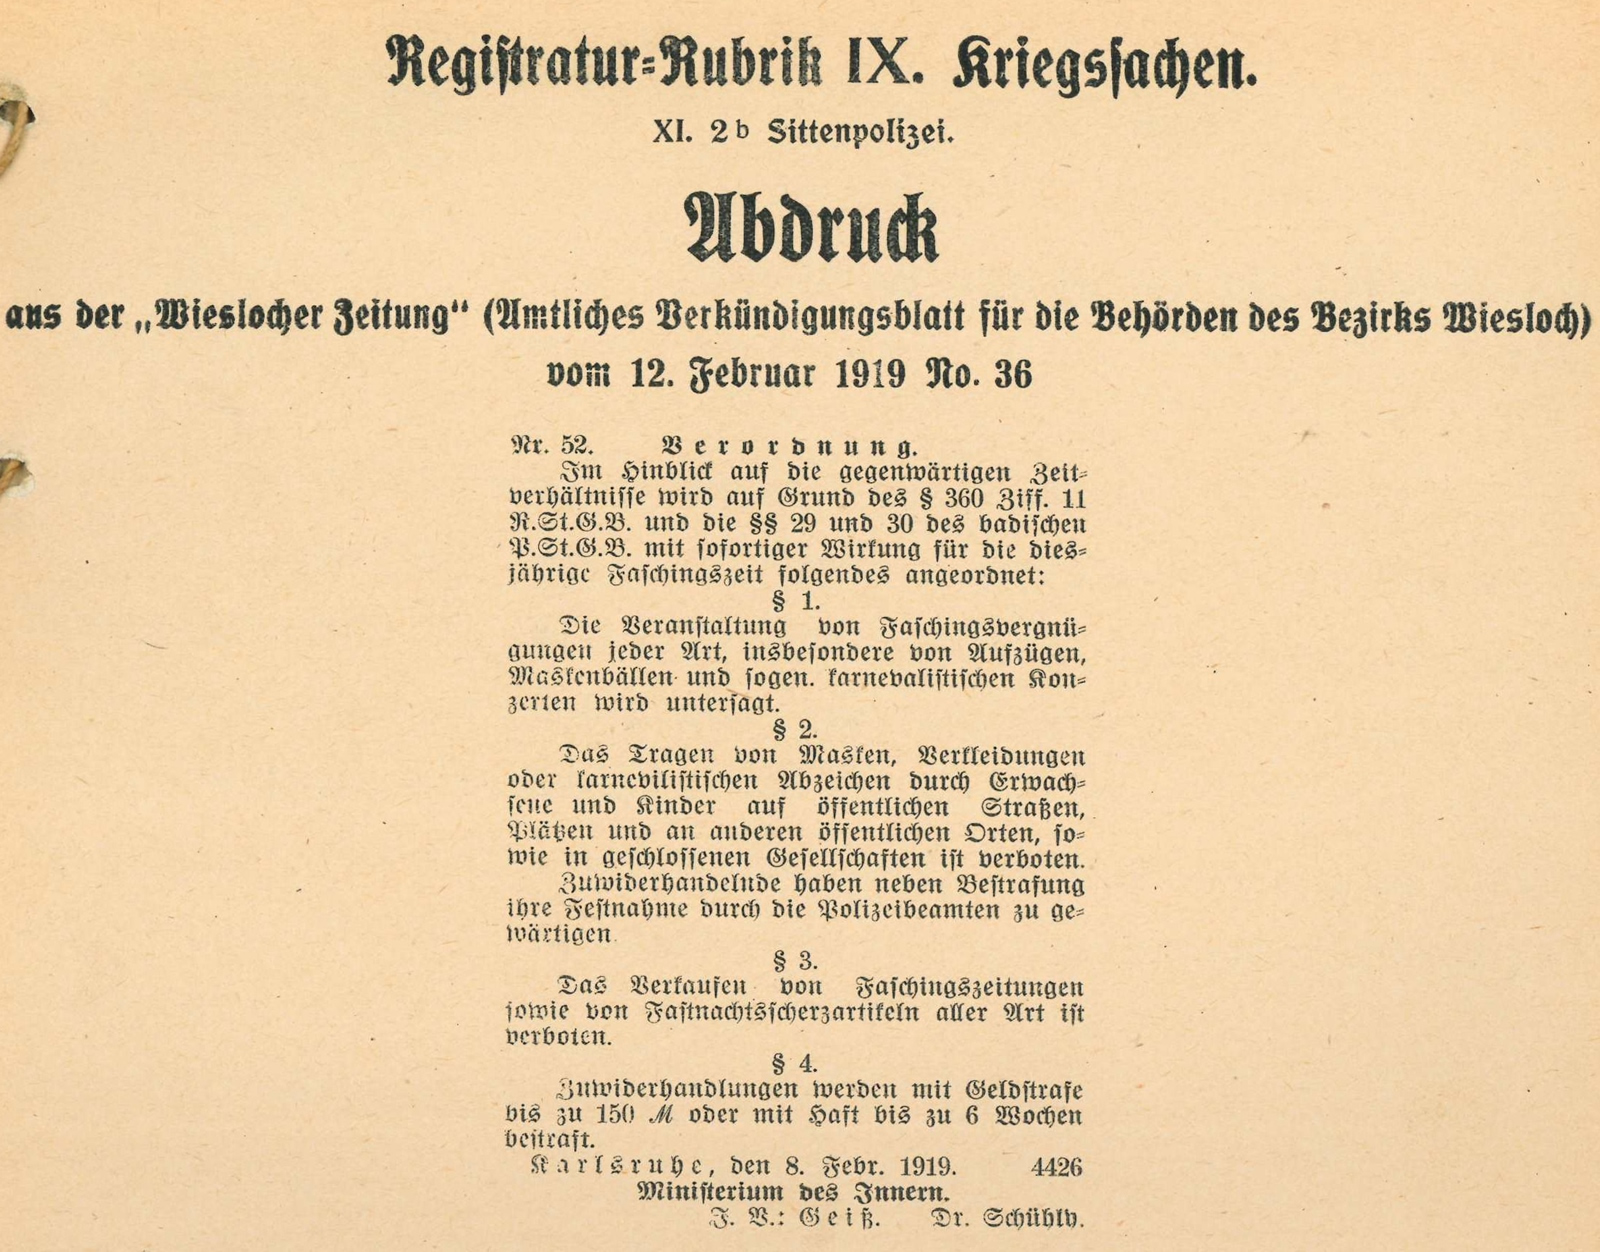 Registratur-Rubrik IX. Kriegssachen.
XI. 2b Sittenpolizei.
Abdruck
aus der „Wieslocher Zeitung“ (Amtliches Verkündigungsblatt für die Behörden des Bezirks Wiesloch)
vom 12. Februar 1919 No. 36
Nr. 52. Verordnung.
Im Hinblick auf die gegenwärtigen Zeit-
verhältnisse wird auf Grund des § 360 Ziff. 11
R.St.G.B. und die §§ 29 und 30 des badischen
P.St.G.B. mit sofortiger Wirkung für die dies-
jährige Faschingszeit folgendes angeordnet:
§ 1.
Die Veranstaltung von Faschingsvergnü-
gungen jeder Art, insbesondere von Aufzügen,
Maskenbällen und sogen. karnevalistischen Kon-
zerten wird untersagt.
§ 2.
Das Tragen von Masken, Verkleidungen
oder karnevilistischen Abzeichen durch Erwach-
sene und Kinder auf öffentlichen Straßen,
Plätzen und an anderen öffentlichen Orten, so-
wie in geschlossenen Gesellschaften ist verboten.
Zuwiderhandelnde haben neben Bestrafung
ihre Festnahme durch die Polizeibeamten zu ge-
wärtigen.
§ 3.
Das Verkaufen von Faschingszeitungen
sowie von Fastnachtsscherzartikeln aller Art ist
verboten.
§ 4.
Zuwiderhandlungen werden mit Geldstrafe
bis zu 150 M oder mit Haft bis zu 6 Wochen
bestraft.
Karlsruhe, den 8. Febr. 1919. 4426
Ministerium des Innern.
J. V.: Geiß. Dr. Schühly.